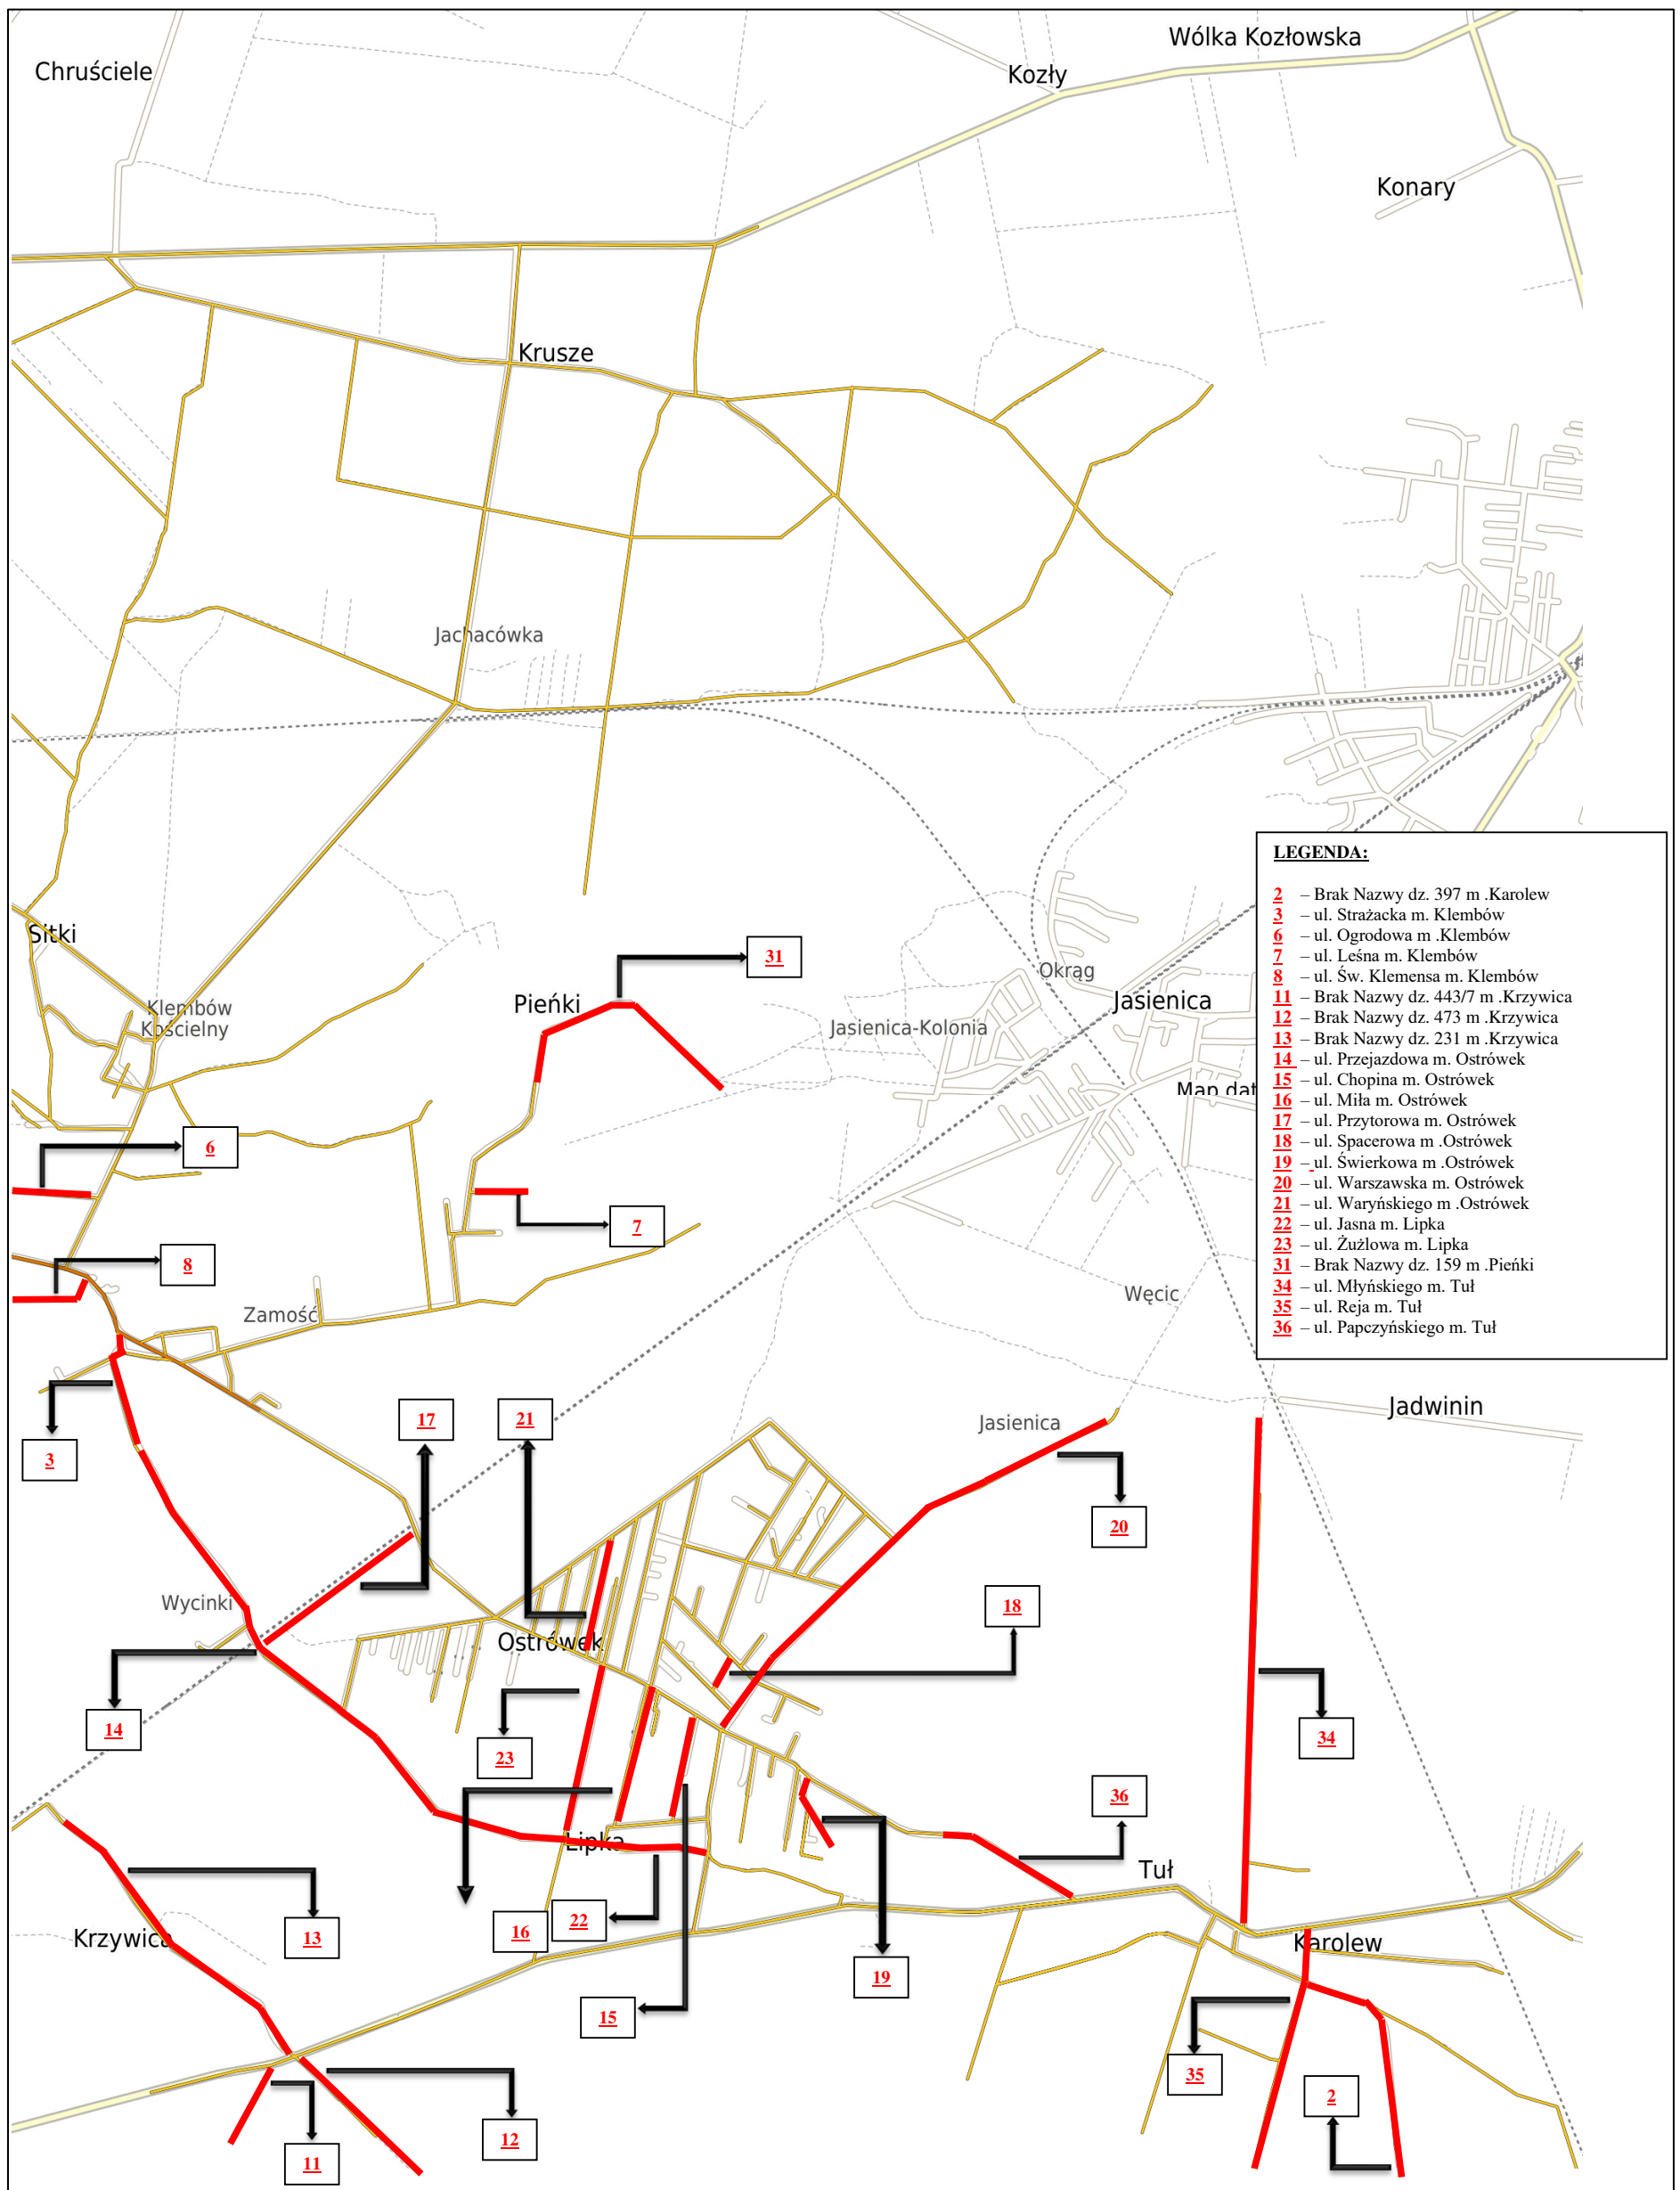 Wólka Kozłowska
Chruściele
Kozły
Konary
Krusze
Jachacówka
LEGENDA:
2 – Brak Nazwy dz. 397 m .Karolew
3 – ul. Strażacka m. Klembów
6 – ul. Ogrodowa m .Klembów
7 – ul. Leśna m. Klembów
8 – ul. Św. Klemensa m. Klembów
11 – Brak Nazwy dz. 443/7 m .Krzywica
12 – Brak Nazwy dz. 473 m .Krzywica
13 – Brak Nazwy dz. 231 m .Krzywica
14 – ul. Przejazdowa m. Ostrówek
15 – ul. Chopina m. Ostrówek
16 – ul. Miła m. Ostrówek
17 – ul. Przytorowa m. Ostrówek
18 – ul. Spacerowa m .Ostrówek
19 – ul. Świerkowa m .Ostrówek
20 – ul. Warszawska m. Ostrówek
21 – ul. Waryńskiego m .Ostrówek
22 – ul. Jasna m. Lipka
23 – ul. Żużlowa m. Lipka
31 – Brak Nazwy dz. 159 m .Pieńki
34 – ul. Młyńskiego m. Tuł
35 – ul. Reja m. Tuł
36 – ul. Papczyńskiego m. Tuł
Sitki
31
Okrąg
Pieńki
Jasienica
Klembów
Kościelny
Jasienica-Kolonia
Map dat
6
7
8
Węcic
Zamość
Jadwinin
17
21
Jasienica
3
20
Wycinki
18
Ostrówek
14
34
23
36
Lipka
Tuł
13
22
16
Krzywica
Karolew
19
15
35
2
12
11